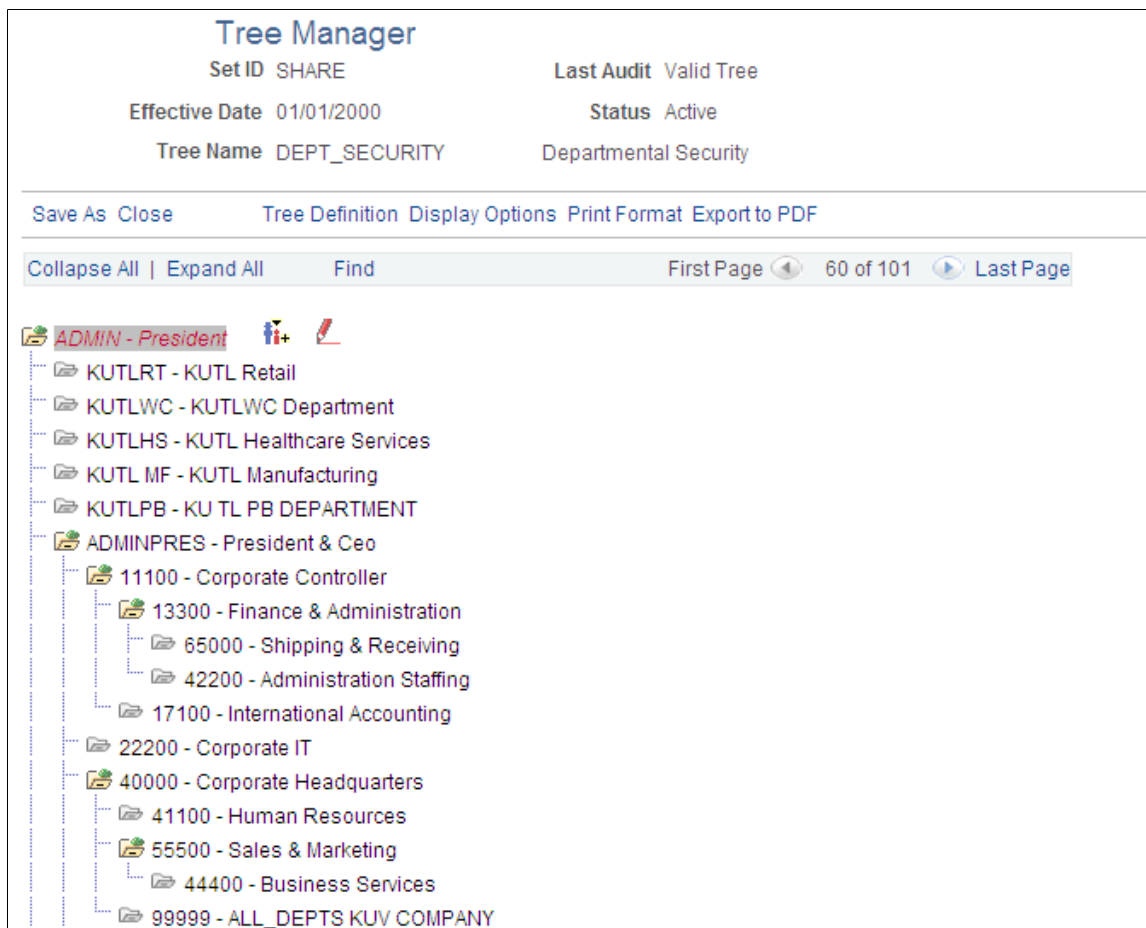 Tree Manager
Set ID SHARE Last Audit Valid Tree
Effective Date 01/01/2000 Status Active
Tree Name DEPT_SECURITY Departmental Security
Save As Close Tree Definition Display Options Print Format Export to PDF
Collapse All | Expand All Find First Page 60 of 101 Last Page
ADMIN - President
KUTLRT - KUTL Retail
KUTLWC - KUTLWC Department
KUTLHS - KUTL Healthcare Services
KUTL MF - KUTL Manufacturing
KUTLPB - KU TL PB DEPARTMENT
ADMINPRES - President & Ceo
11100 - Corporate Controller
13300 - Finance & Administration
65000 - Shipping & Receiving
42200 - Administration Staffing
17100 - International Accounting
22200 - Corporate IT
40000 - Corporate Headquarters
41100 - Human Resources
55500 - Sales & Marketing
44400 - Business Services
99999 - ALL_DEPTS KUV COMPANY